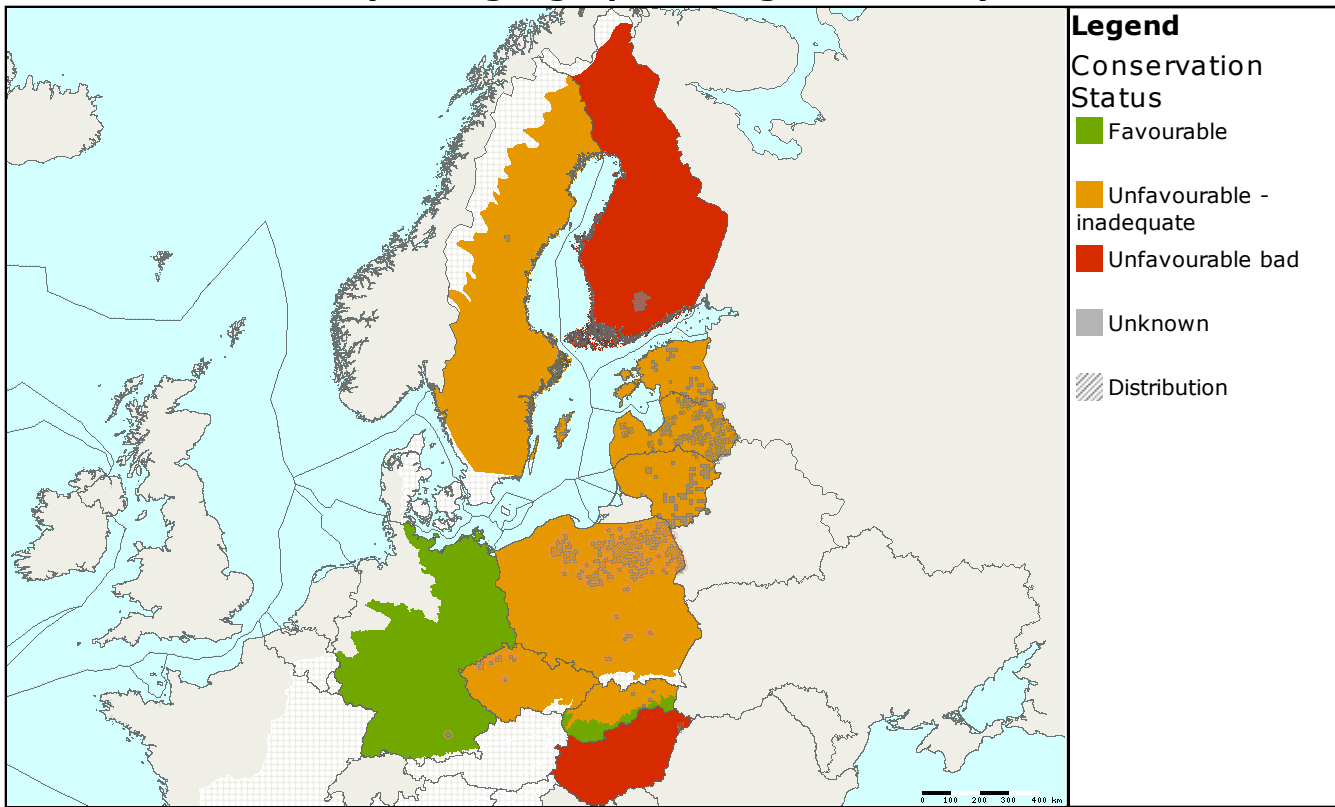 Legend
Conservation
Status
Favourable
Unfavourable -
inadequate
Unfavourable bad
Unknown
Distribution
0 100 200 300 400 km